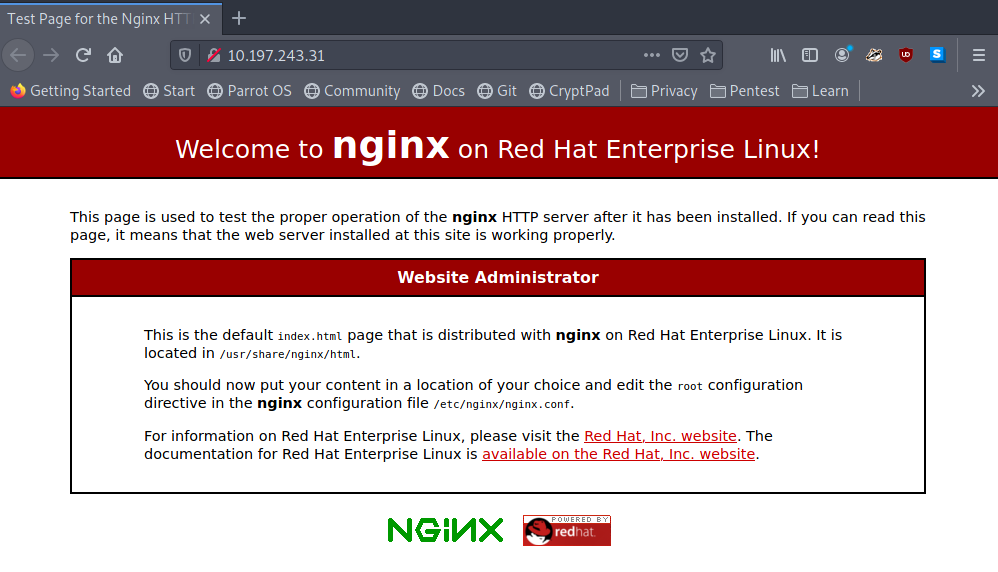 Test Page for the Nginx HTT
10.197.243.31
Getting Started Start Parrot OS Community Docs Git CryptPad Privacy Pentest Learn
Welcome to nginx on Red Hat Enterprise Linux!
This page is used to test the proper operation of the nginx HTTP server after it has been installed. If you can read this
page, it means that the web server installed at this site is working properly.
Website Administrator
This is the default index.html page that is distributed with nginx on Red Hat Enterprise Linux. It is
located in /usr/share/nginx/html.
You should now put your content in a location of your choice and edit the root configuration
directive in the nginx configuration file /etc/nginx/nginx.conf.
For information on Red Hat Enterprise Linux, please visit the Red Hat, Inc. website. The
documentation for Red Hat Enterprise Linux is available on the Red Hat, Inc. website.
NGINX
POWERED BY
redhat.